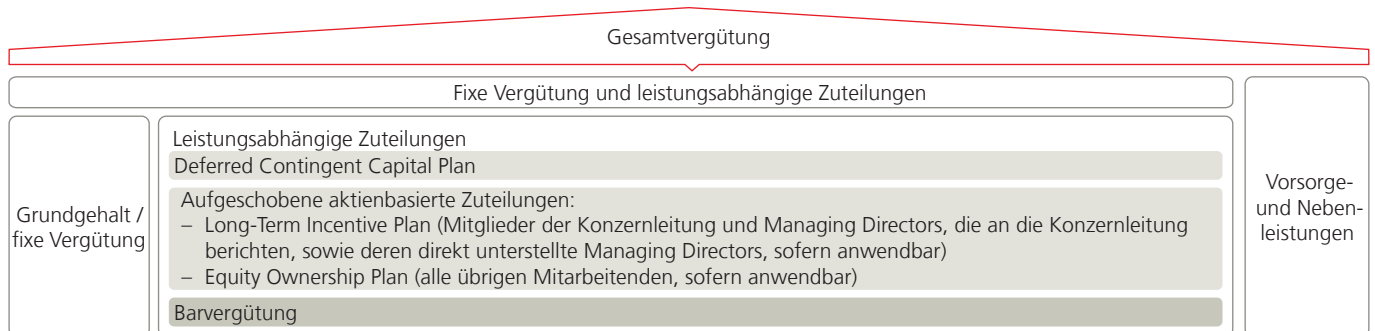 Gesamtvergütung
Fixe Vergütung und leistungsabhängige Zuteilungen
Grundgehalt /
fixe Vergütung
Leistungsabhängige Zuteilungen
Deferred Contingent Capital Plan
Aufgeschobene aktienbasierte Zuteilungen:
– Long-Term Incentive Plan (Mitglieder der Konzernleitung und Managing Directors, die an die Konzernleitung
berichten, sowie deren direkt unterstellte Managing Directors, sofern anwendbar)
– Equity Ownership Plan (alle übrigen Mitarbeitenden, sofern anwendbar)
Barvergütung
Vorsorge-
und Neben-
leistungen